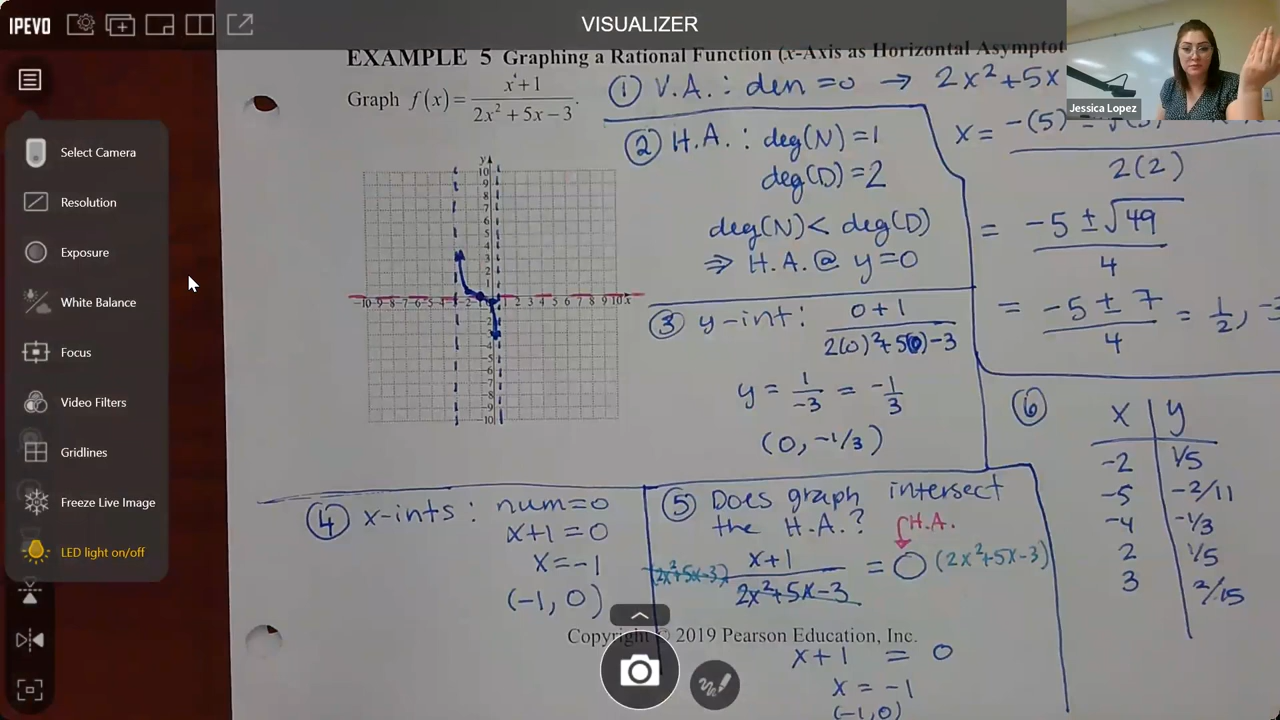 IPEVO
VISUALIZER
Jessica Lopez
Select Camera
Resolution
Exposure
White Balance
Focus
Video Filters
Gridlines
Freeze Live Image
LED light on/off
EXAMPLE 5 Graphing a Rational Function (x-Axis as Horizontal Asymptot
Graph f(x) = x¹+1 / 2x² + 5x − 3.
① V.A. : den = 0 → 2x²+5x
x = −(5)
2(2)
= −5 ± √49 / 4
= −5 ± 7 / 4 = 1/2,
② H.A. : deg(N) = 1
deg(D) = 2
deg(N) < deg(D)
⇒ H.A. @ y=0
③ y-int: 0+1 / 2(0)²+5(0)−3
y = 1/−3 = −1/3
(0, −1/3)
④ x-ints : num=0
x+1 = 0
x = −1
(−1, 0)
⑤ Does graph intersect
the H.A.?
H.A.
(2x²+5x−3) x+1 / 2x²+5x−3 = 0 (2x²+5x−3)
x+1 = 0
x = −1
(−1,0)
⑥
x | y
−2 | 1/5
−5 | −2/11
−4 | −1/3
2 | 1/5
3 | 2/15
Copyright © 2019 Pearson Education, Inc.